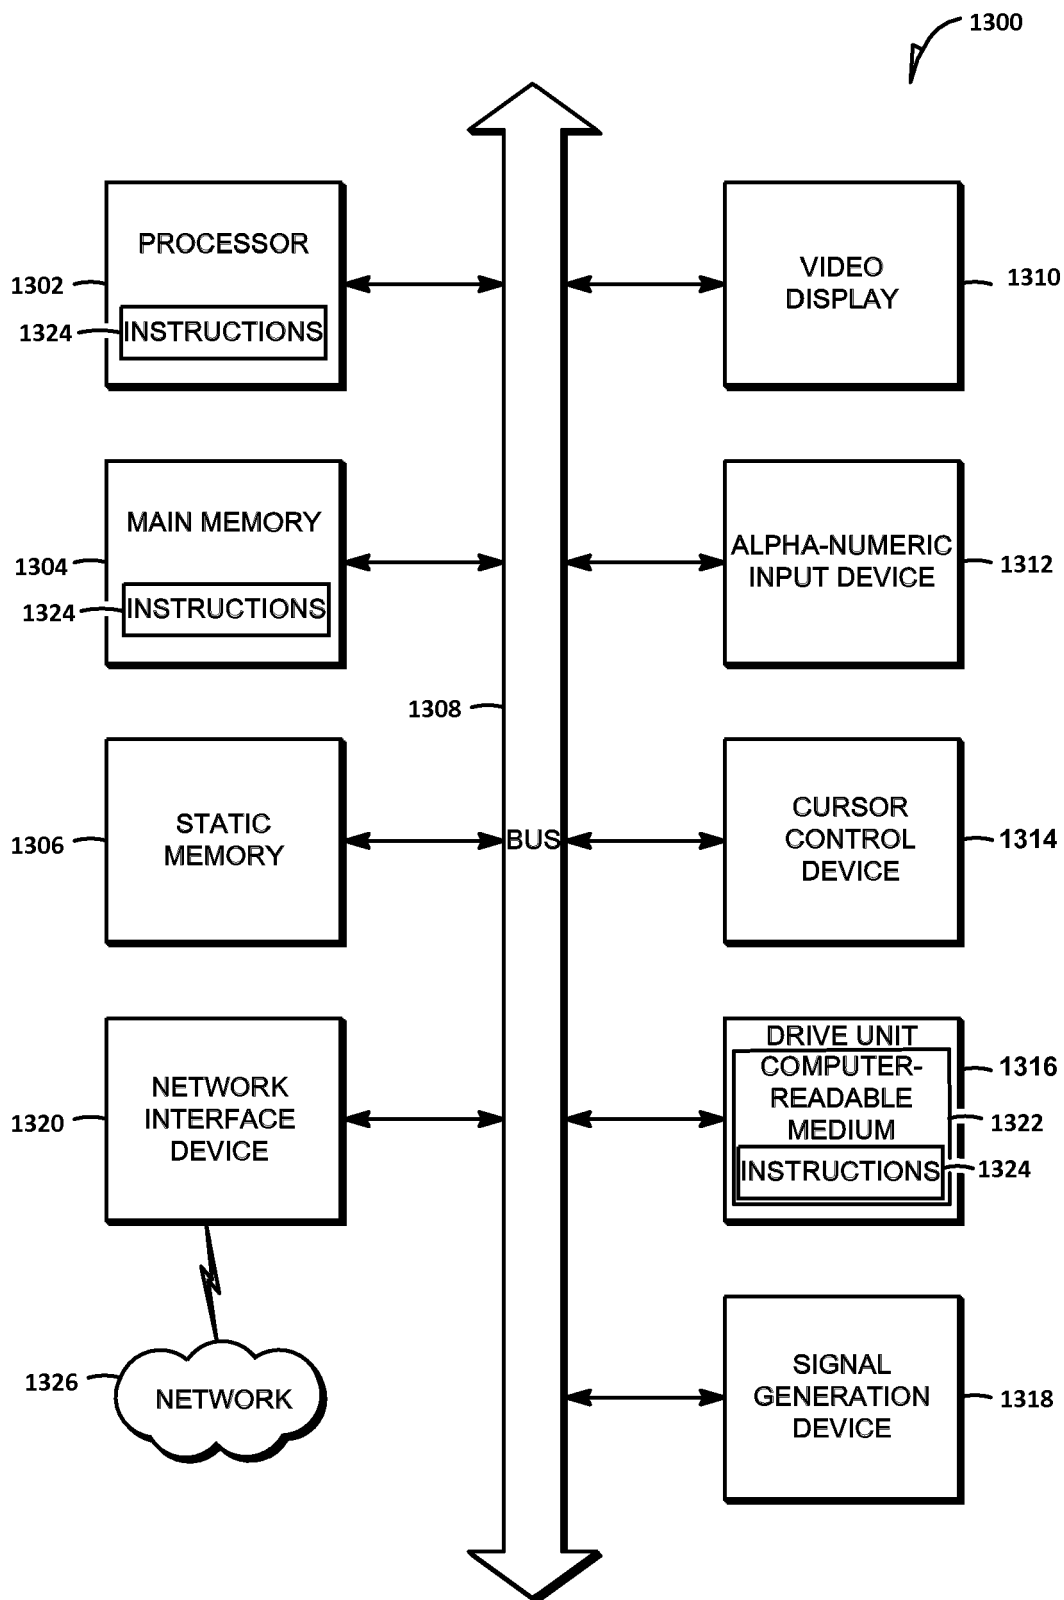 1300
PROCESSOR
1302
1324
INSTRUCTIONS
VIDEO
DISPLAY
1310
MAIN MEMORY
1304
1324
INSTRUCTIONS
ALPHA-NUMERIC
INPUT DEVICE
1312
1308
STATIC
MEMORY
1306
BUS
CURSOR
CONTROL
DEVICE
1314
NETWORK
INTERFACE
DEVICE
1320
DRIVE UNIT
1316
COMPUTER-
READABLE
MEDIUM
1322
INSTRUCTIONS
1324
1326
NETWORK
SIGNAL
GENERATION
DEVICE
1318